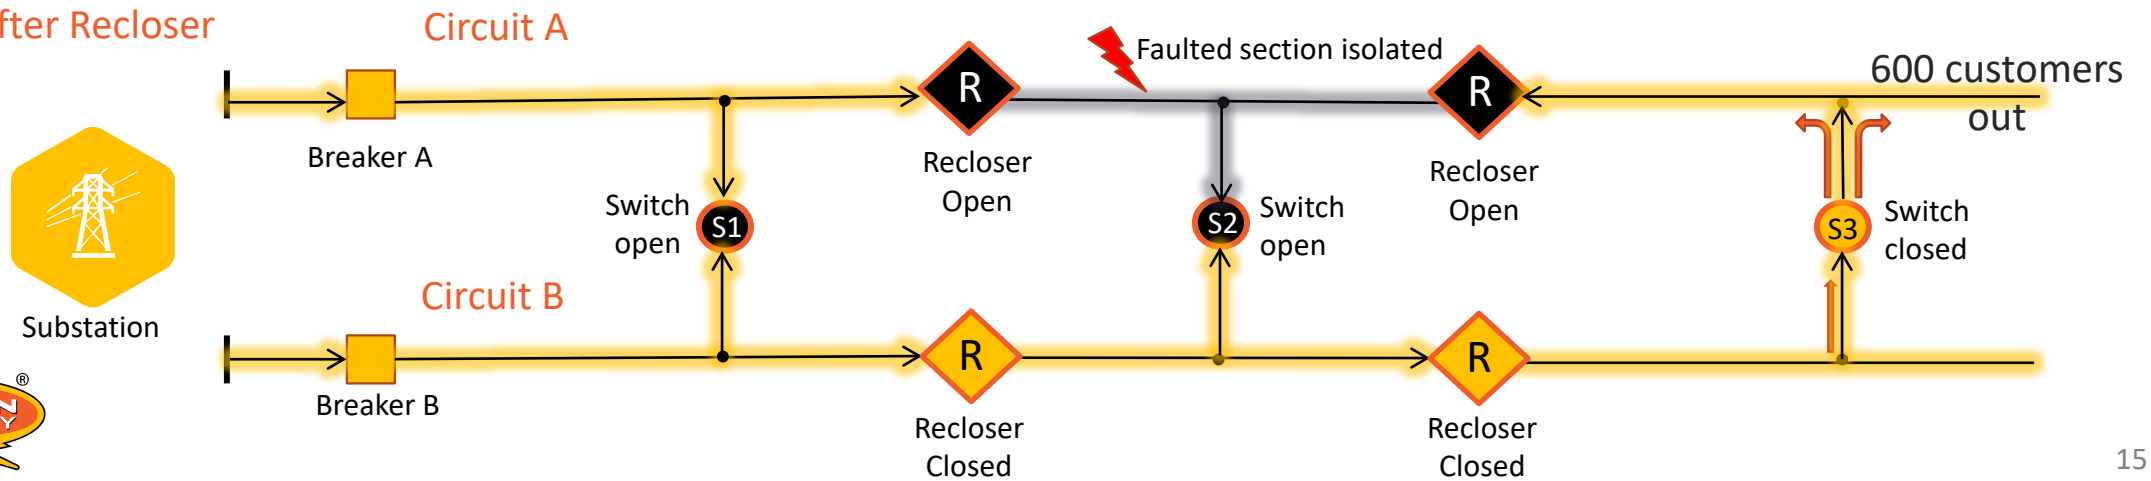 fter Recloser
Circuit A
R
Faulted section isolated
R
600 customers
out
Breaker A
Recloser
Open
Recloser
Open
Switch
open
S1
S2
Switch
open
S3
Switch
closed
Substation
Circuit B
R
R
Breaker B
Recloser
Closed
Recloser
Closed
®
N
Y
15